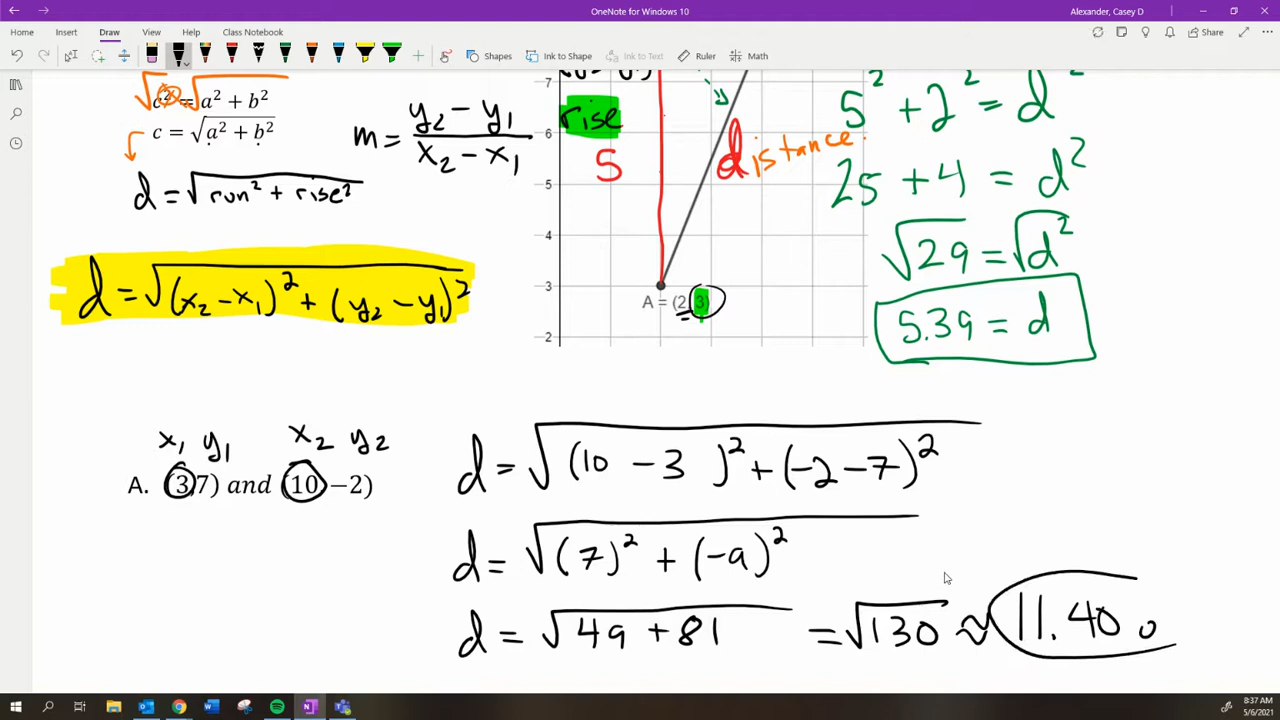 OneNote for Windows 10
Alexander, Casey D
Home Insert Draw View Help Class Notebook
Share
Shapes Ink to Shape Ink to Text Ruler Math
√c² = √a² + b²
c = √a² + b²
d = √run² + rise²
m = y₂ − y₁ / x₂ − x₁
d = √(x₂ − x₁)² + (y₂ − y₁)²
rise
5
distance
7
6
5
4
3
2
A = (2, 3)
5² + 2² = d²
25 + 4 = d²
√29 = √d²
5.39 = d
x₁ y₁ x₂ y₂
A. (3,7) and (10,−2)
d = √(10 − 3 )² + (−2 − 7)²
d = √(7)² + (−9)²
d = √49 + 81 = √130 ≈ 11.40
8:37 AM
5/6/2021